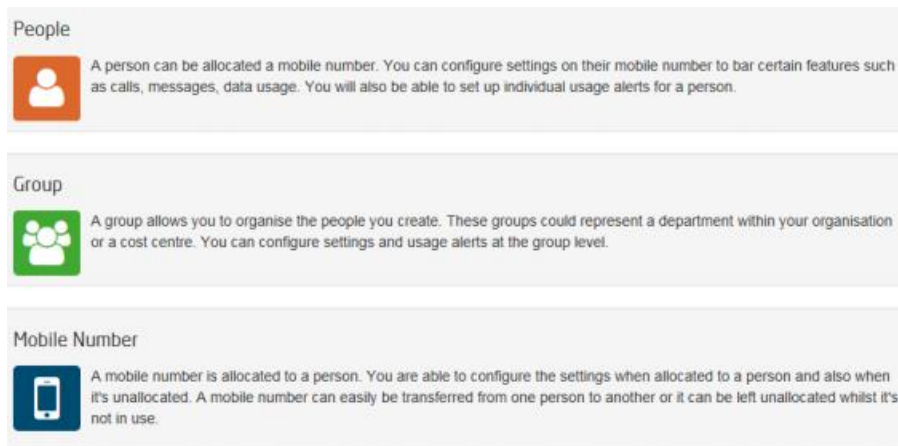 People
A person can be allocated a mobile number. You can configure settings on their mobile number to bar certain features such
as calls, messages, data usage. You will also be able to set up individual usage alerts for a person.
Group
A group allows you to organise the people you create. These groups could represent a department within your organisation
or a cost centre. You can configure settings and usage alerts at the group level.
Mobile Number
A mobile number is allocated to a person. You are able to configure the settings when allocated to a person and also when
it's unallocated. A mobile number can easily be transferred from one person to another or it can be left unallocated whilst it's
not in use.